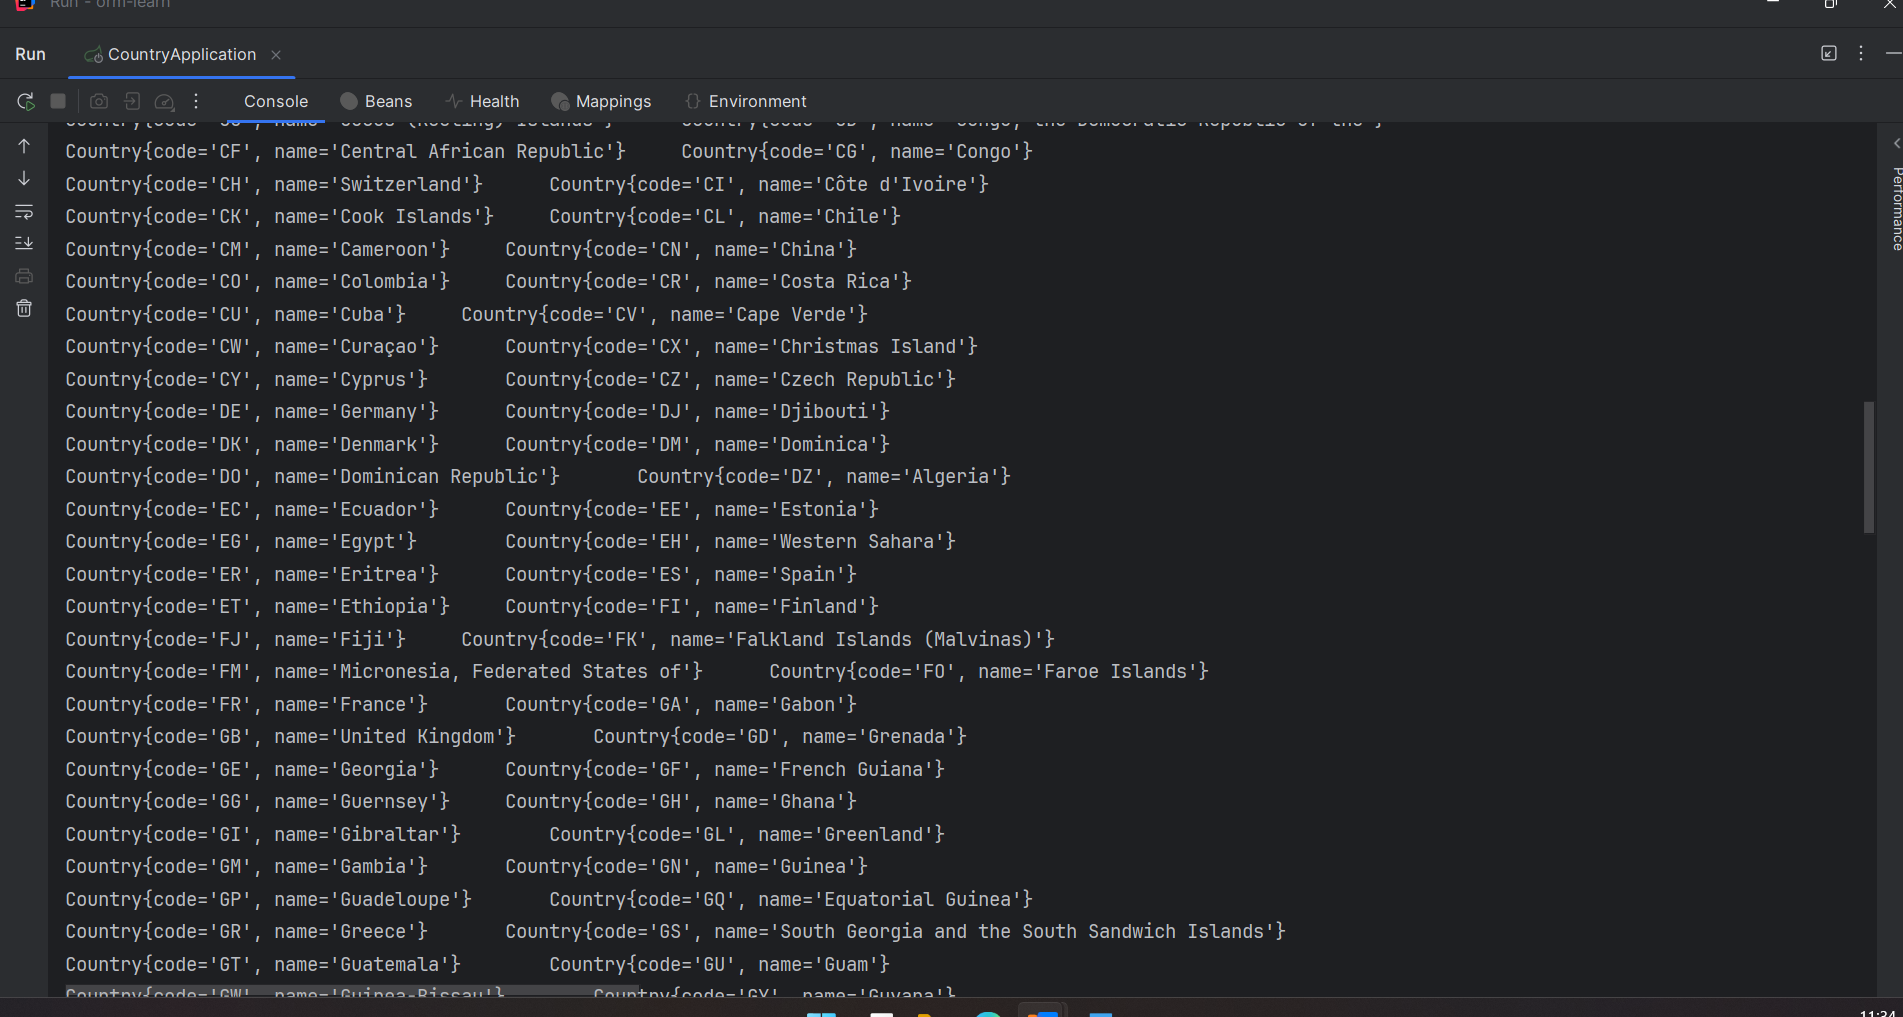 Run - orm-learn
Run CountryApplication
Console Beans Health Mappings Environment
Country{code='CF', name='Central African Republic'} Country{code='CG', name='Congo'}
Country{code='CH', name='Switzerland'} Country{code='CI', name='Côte d'Ivoire'}
Country{code='CK', name='Cook Islands'} Country{code='CL', name='Chile'}
Country{code='CM', name='Cameroon'} Country{code='CN', name='China'}
Country{code='CO', name='Colombia'} Country{code='CR', name='Costa Rica'}
Country{code='CU', name='Cuba'} Country{code='CV', name='Cape Verde'}
Country{code='CW', name='Curaçao'} Country{code='CX', name='Christmas Island'}
Country{code='CY', name='Cyprus'} Country{code='CZ', name='Czech Republic'}
Country{code='DE', name='Germany'} Country{code='DJ', name='Djibouti'}
Country{code='DK', name='Denmark'} Country{code='DM', name='Dominica'}
Country{code='DO', name='Dominican Republic'} Country{code='DZ', name='Algeria'}
Country{code='EC', name='Ecuador'} Country{code='EE', name='Estonia'}
Country{code='EG', name='Egypt'} Country{code='EH', name='Western Sahara'}
Country{code='ER', name='Eritrea'} Country{code='ES', name='Spain'}
Country{code='ET', name='Ethiopia'} Country{code='FI', name='Finland'}
Country{code='FJ', name='Fiji'} Country{code='FK', name='Falkland Islands (Malvinas)'}
Country{code='FM', name='Micronesia, Federated States of'} Country{code='FO', name='Faroe Islands'}
Country{code='FR', name='France'} Country{code='GA', name='Gabon'}
Country{code='GB', name='United Kingdom'} Country{code='GD', name='Grenada'}
Country{code='GE', name='Georgia'} Country{code='GF', name='French Guiana'}
Country{code='GG', name='Guernsey'} Country{code='GH', name='Ghana'}
Country{code='GI', name='Gibraltar'} Country{code='GL', name='Greenland'}
Country{code='GM', name='Gambia'} Country{code='GN', name='Guinea'}
Country{code='GP', name='Guadeloupe'} Country{code='GQ', name='Equatorial Guinea'}
Country{code='GR', name='Greece'} Country{code='GS', name='South Georgia and the South Sandwich Islands'}
Country{code='GT', name='Guatemala'} Country{code='GU', name='Guam'}
Country{code='GW', name='Guinea-Bissau'} Country{code='GY', name='Guyana'}
Performance
11:34